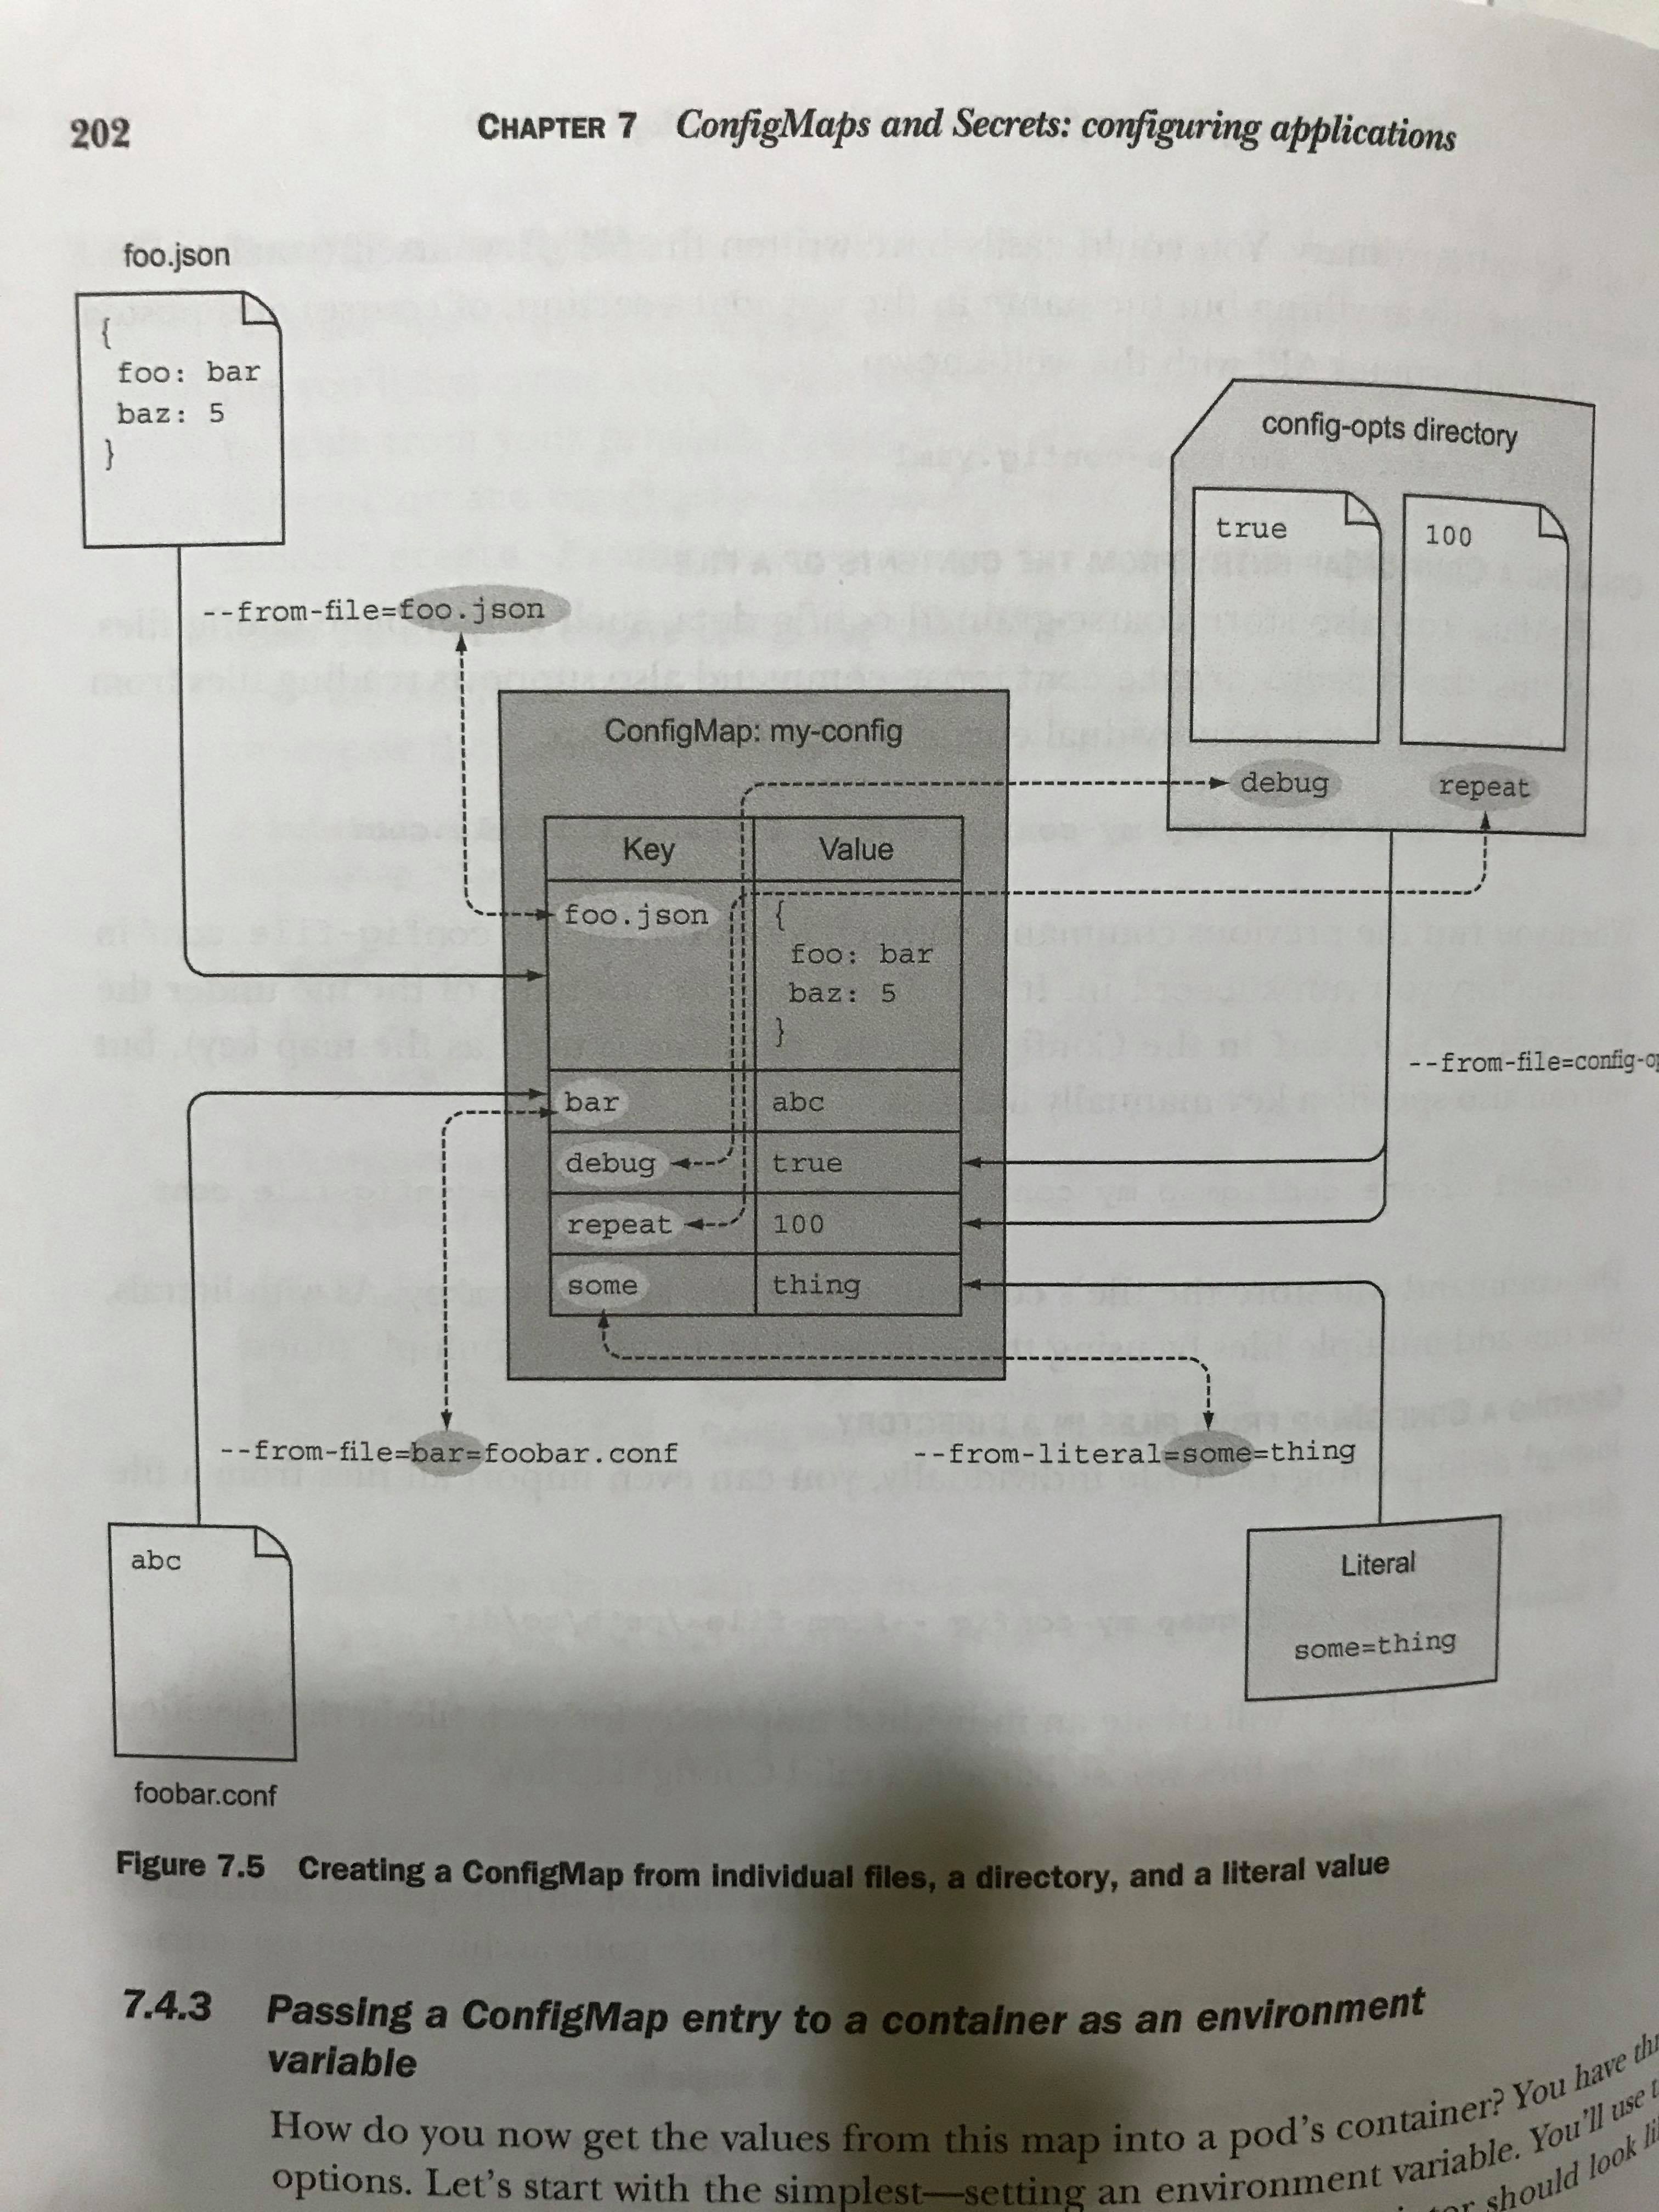 202
CHAPTER 7 ConfigMaps and Secrets: configuring applications
foo.json
{
foo: bar
baz: 5
}
config-opts directory
true
100
debug
repeat
--from-file=foo.json
ConfigMap: my-config
Key Value
foo.json {
foo: bar
baz: 5
}
bar abc
debug true
repeat 100
some thing
--from-file=config-op
--from-file=bar=foobar.conf
--from-literal=some=thing
abc
foobar.conf
Literal
some=thing
Figure 7.5 Creating a ConfigMap from individual files, a directory, and a literal value
7.4.3 Passing a ConfigMap entry to a container as an environment
variable
How do you now get the values from this map into a pod's container? You have
options. Let's start with the simplest—setting an environment variable. You'll use
should look